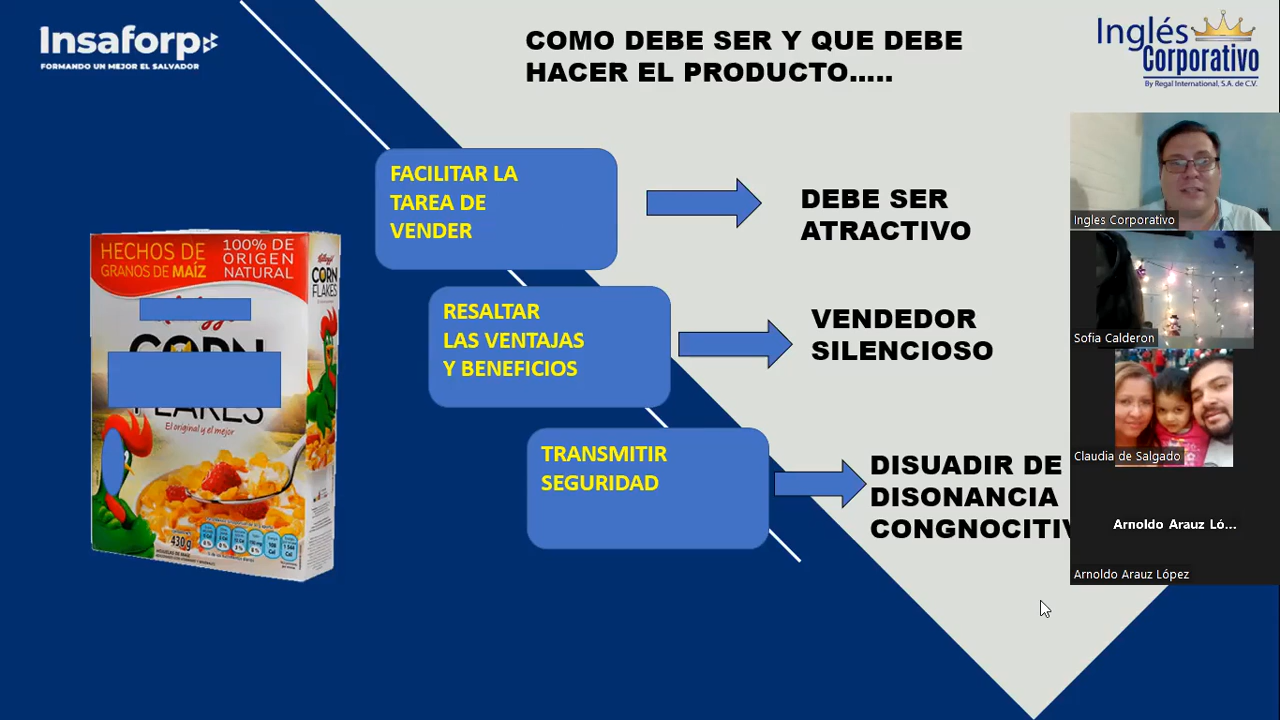 Insaforp
FORMANDO UN MEJOR EL SALVADOR
COMO DEBE SER Y QUE DEBE
HACER EL PRODUCTO.....
Inglés
Corporativo
By Regal International, S.A. de C.V.
FACILITAR LA
TAREA DE
VENDER
DEBE SER
ATRACTIVO
RESALTAR
LAS VENTAJAS
Y BENEFICIOS
VENDEDOR
SILENCIOSO
TRANSMITIR
SEGURIDAD
DISUADIR DE
DISONANCIA
CONGNOCITIV
HECHOS DE
GRANOS DE MAÍZ
100% DE
ORIGEN
NATURAL
Kellogg's
CORN
FLAKES
CORN
FLAKES
El original y el mejor
430g
Ingles Corporativo
Sofia Calderon
Claudia de Salgado
Arnoldo Arauz Ló...
Arnoldo Arauz López